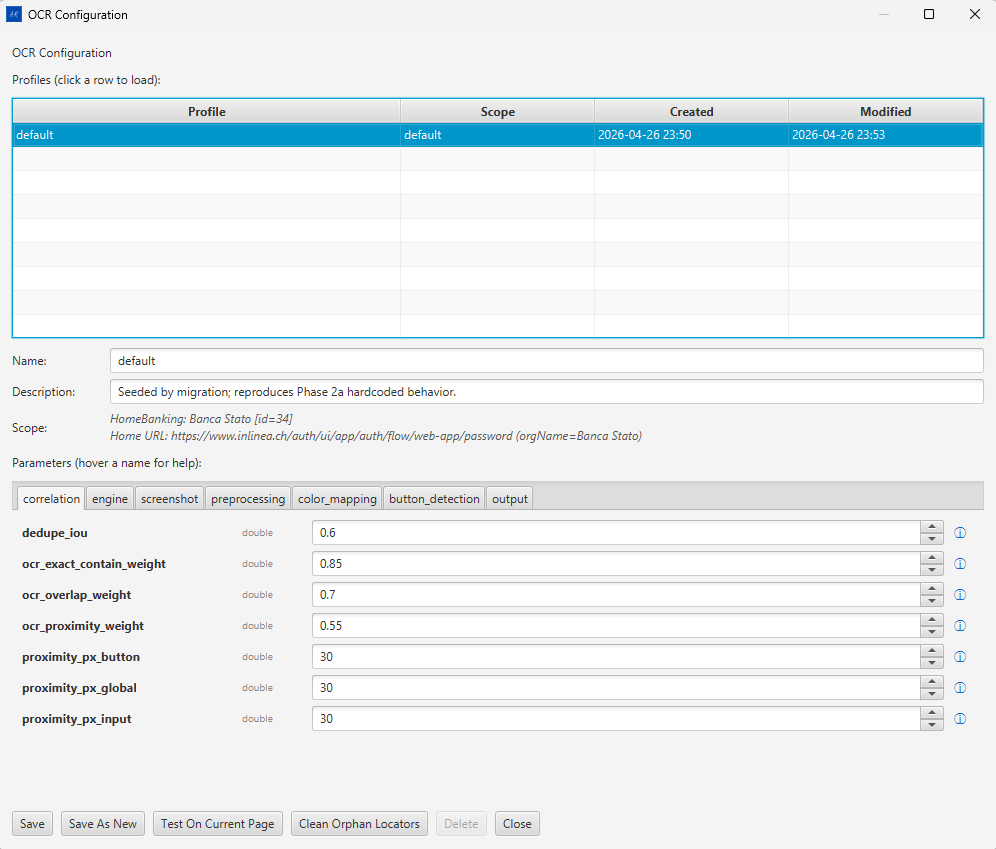 OCR Configuration
OCR Configuration
Profiles (click a row to load):
Profile Scope Created Modified
default default 2026-04-26 23:50 2026-04-26 23:53
Name: default
Description: Seeded by migration; reproduces Phase 2a hardcoded behavior.
Scope: HomeBanking: Banca Stato [id=34]
Home URL: https://www.inlinea.ch/auth/ui/app/auth/flow/web-app/password (orgName=Banca Stato)
Parameters (hover a name for help):
correlation engine screenshot preprocessing color_mapping button_detection output
dedupe_iou double 0.6
ocr_exact_contain_weight double 0.85
ocr_overlap_weight double 0.7
ocr_proximity_weight double 0.55
proximity_px_button double 30
proximity_px_global double 30
proximity_px_input double 30
Save Save As New Test On Current Page Clean Orphan Locators Delete Close